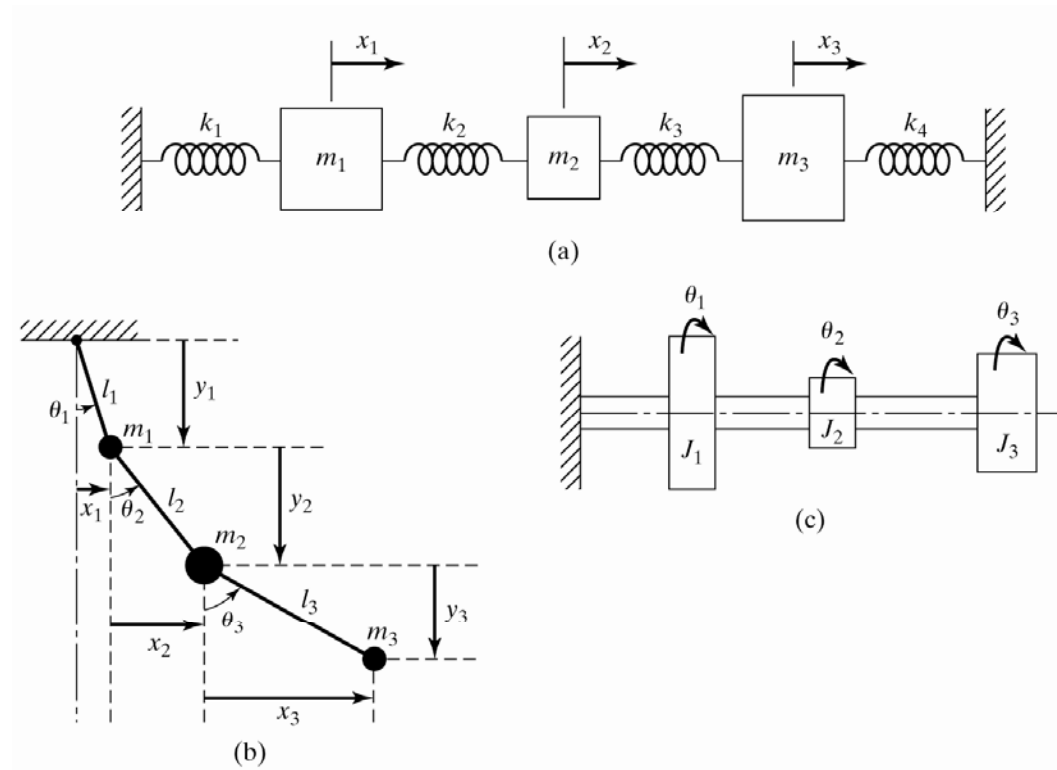 x₁ x₂ x₃
k₁ k₂ k₃ k₄
m₁ m₂ m₃
(a)
θ₁ l₁ y₁
m₁
x₁ θ₂ l₂ y₂
m₂
θ₃ l₃ y₃
x₂ m₃
x₃
(b)
θ₁ θ₂ θ₃
J₁ J₂ J₃
(c)